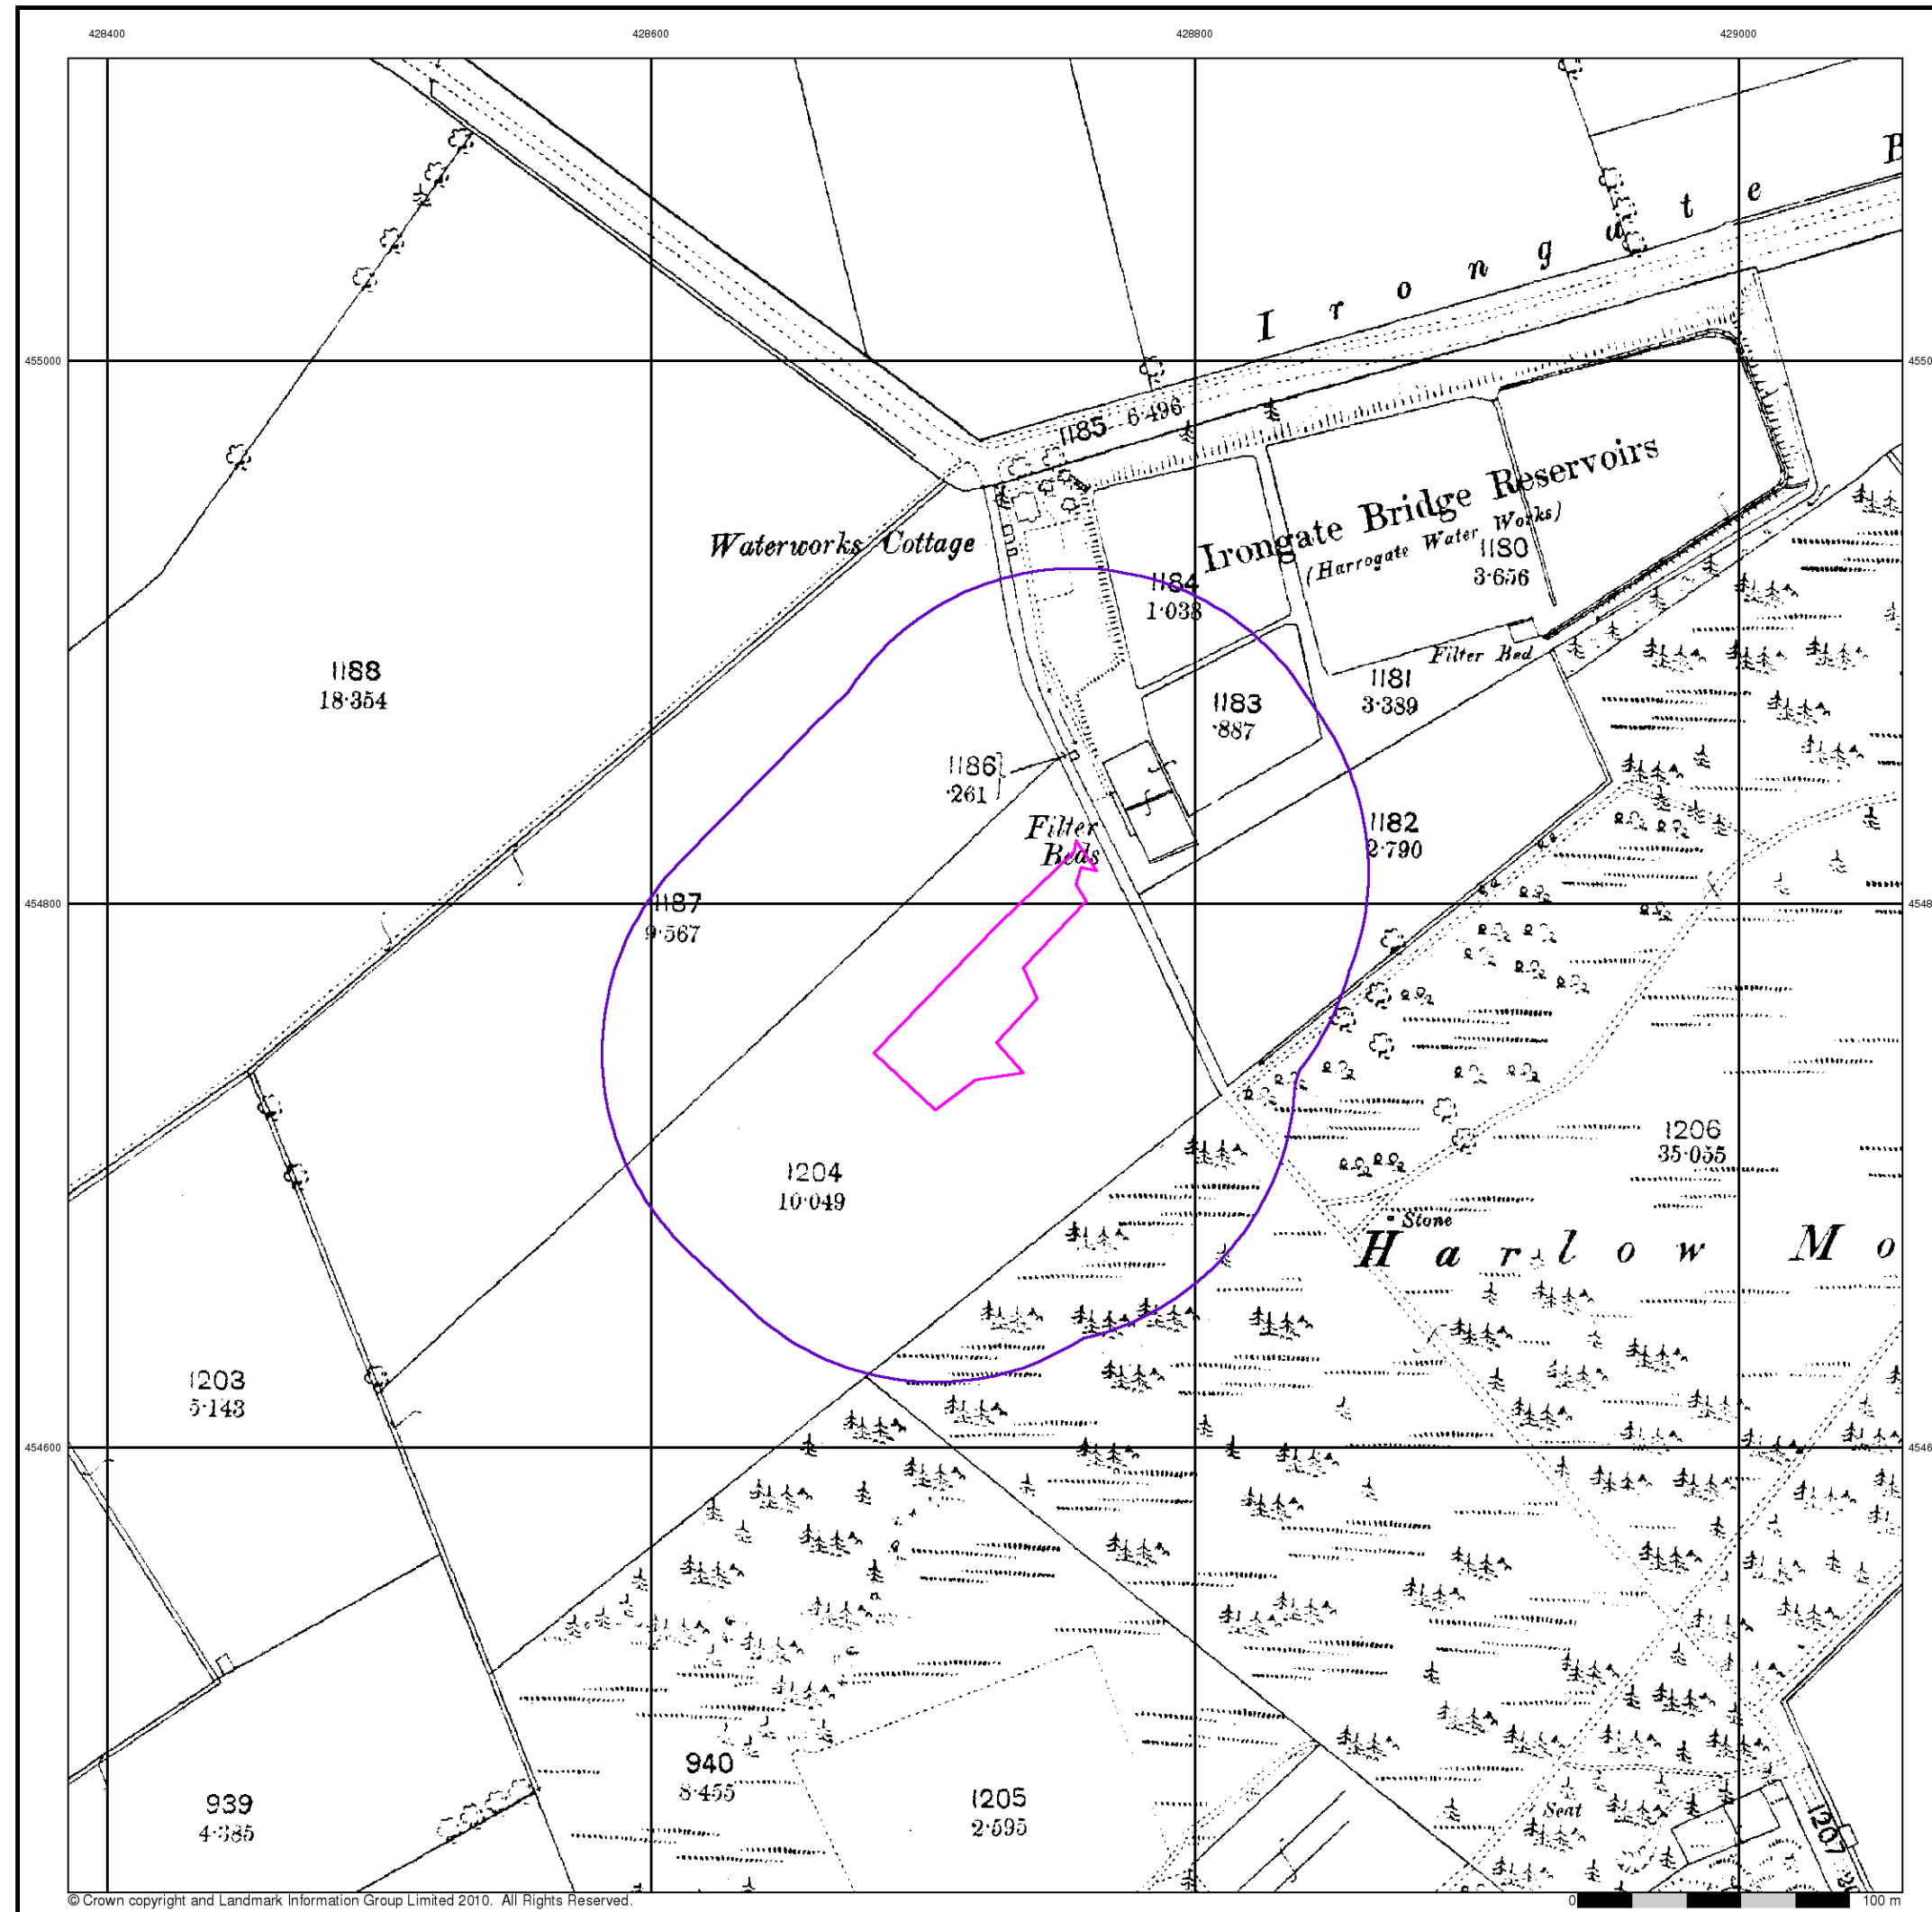 428400 428600 428800 429000
B
I r o n g a t e
455000
1185 6·496
Irongate Bridge Reservoirs
(Harrogate Water Works)
Waterworks Cottage
1180
3·656
1184
1·038
Filter Bed
1188
18·354
1181
3·389
1183
·887
1186
·261
Filter
Beds
1182
2·790
454800
1187
9·567
1206
35·055
1204
10·049
Stone
Harlow Mo
1203
5·143
454600
940
8·455
939
4·385
1205
2·595
Seat
1207
© Crown copyright and Landmark Information Group Limited 2010. All Rights Reserved.
0 100 m